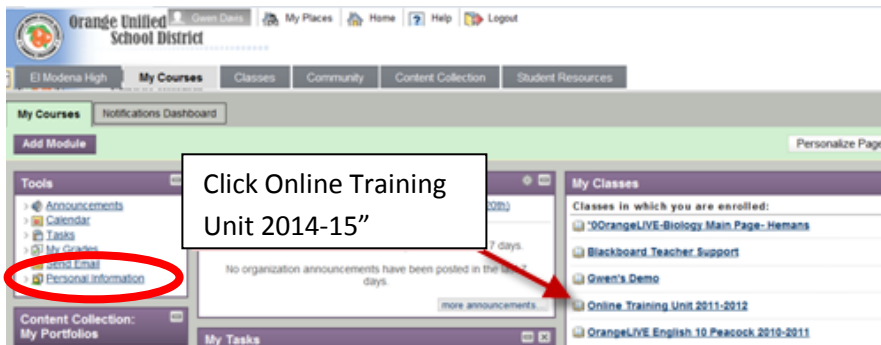 Orange Unified
School District
Gwen Davis
My Places
Home
Help
Logout
El Modena High
My Courses
Classes
Community
Content Collection
Student Resources
My Courses
Notifications Dashboard
Add Module
Personalize Page
Tools
Announcements
Calendar
Tasks
My Grades
Send Email
Personal Information
Content Collection:
My Portfolios
Click Online Training
Unit 2014-15”
20th)
7 days.
No organization announcements have been posted in the last 7
days.
more announcements...
My Tasks
My Classes
Classes in which you are enrolled:
'0OrangeLIVE-Biology Main Page- Hemans
Blackboard Teacher Support
Gwen's Demo
Online Training Unit 2011-2012
OrangeLIVE English 10 Peacock 2010-2011